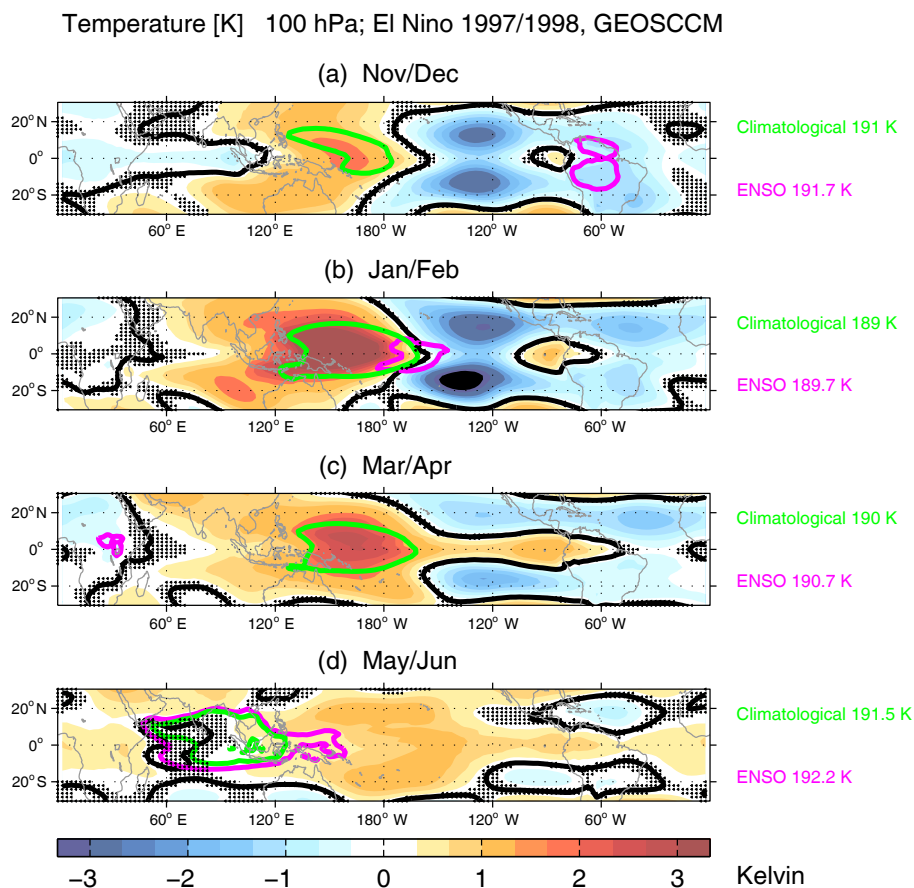 Temperature [K]   100 hPa; El Nino 1997/1998, GEOSCCM
(a) Nov/Dec
20°N
0°
20°S
60° E 120° E 180° W 120° W 60° W
Climatological 191 K
ENSO 191.7 K
(b) Jan/Feb
20°N
0°
20°S
60° E 120° E 180° W 120° W 60° W
Climatological 189 K
ENSO 189.7 K
(c) Mar/Apr
20°N
0°
20°S
60° E 120° E 180° W 120° W 60° W
Climatological 190 K
ENSO 190.7 K
(d) May/Jun
20°N
0°
20°S
60° E 120° E 180° W 120° W 60° W
Climatological 191.5 K
ENSO 192.2 K
−3 −2 −1 0 1 2 3 Kelvin